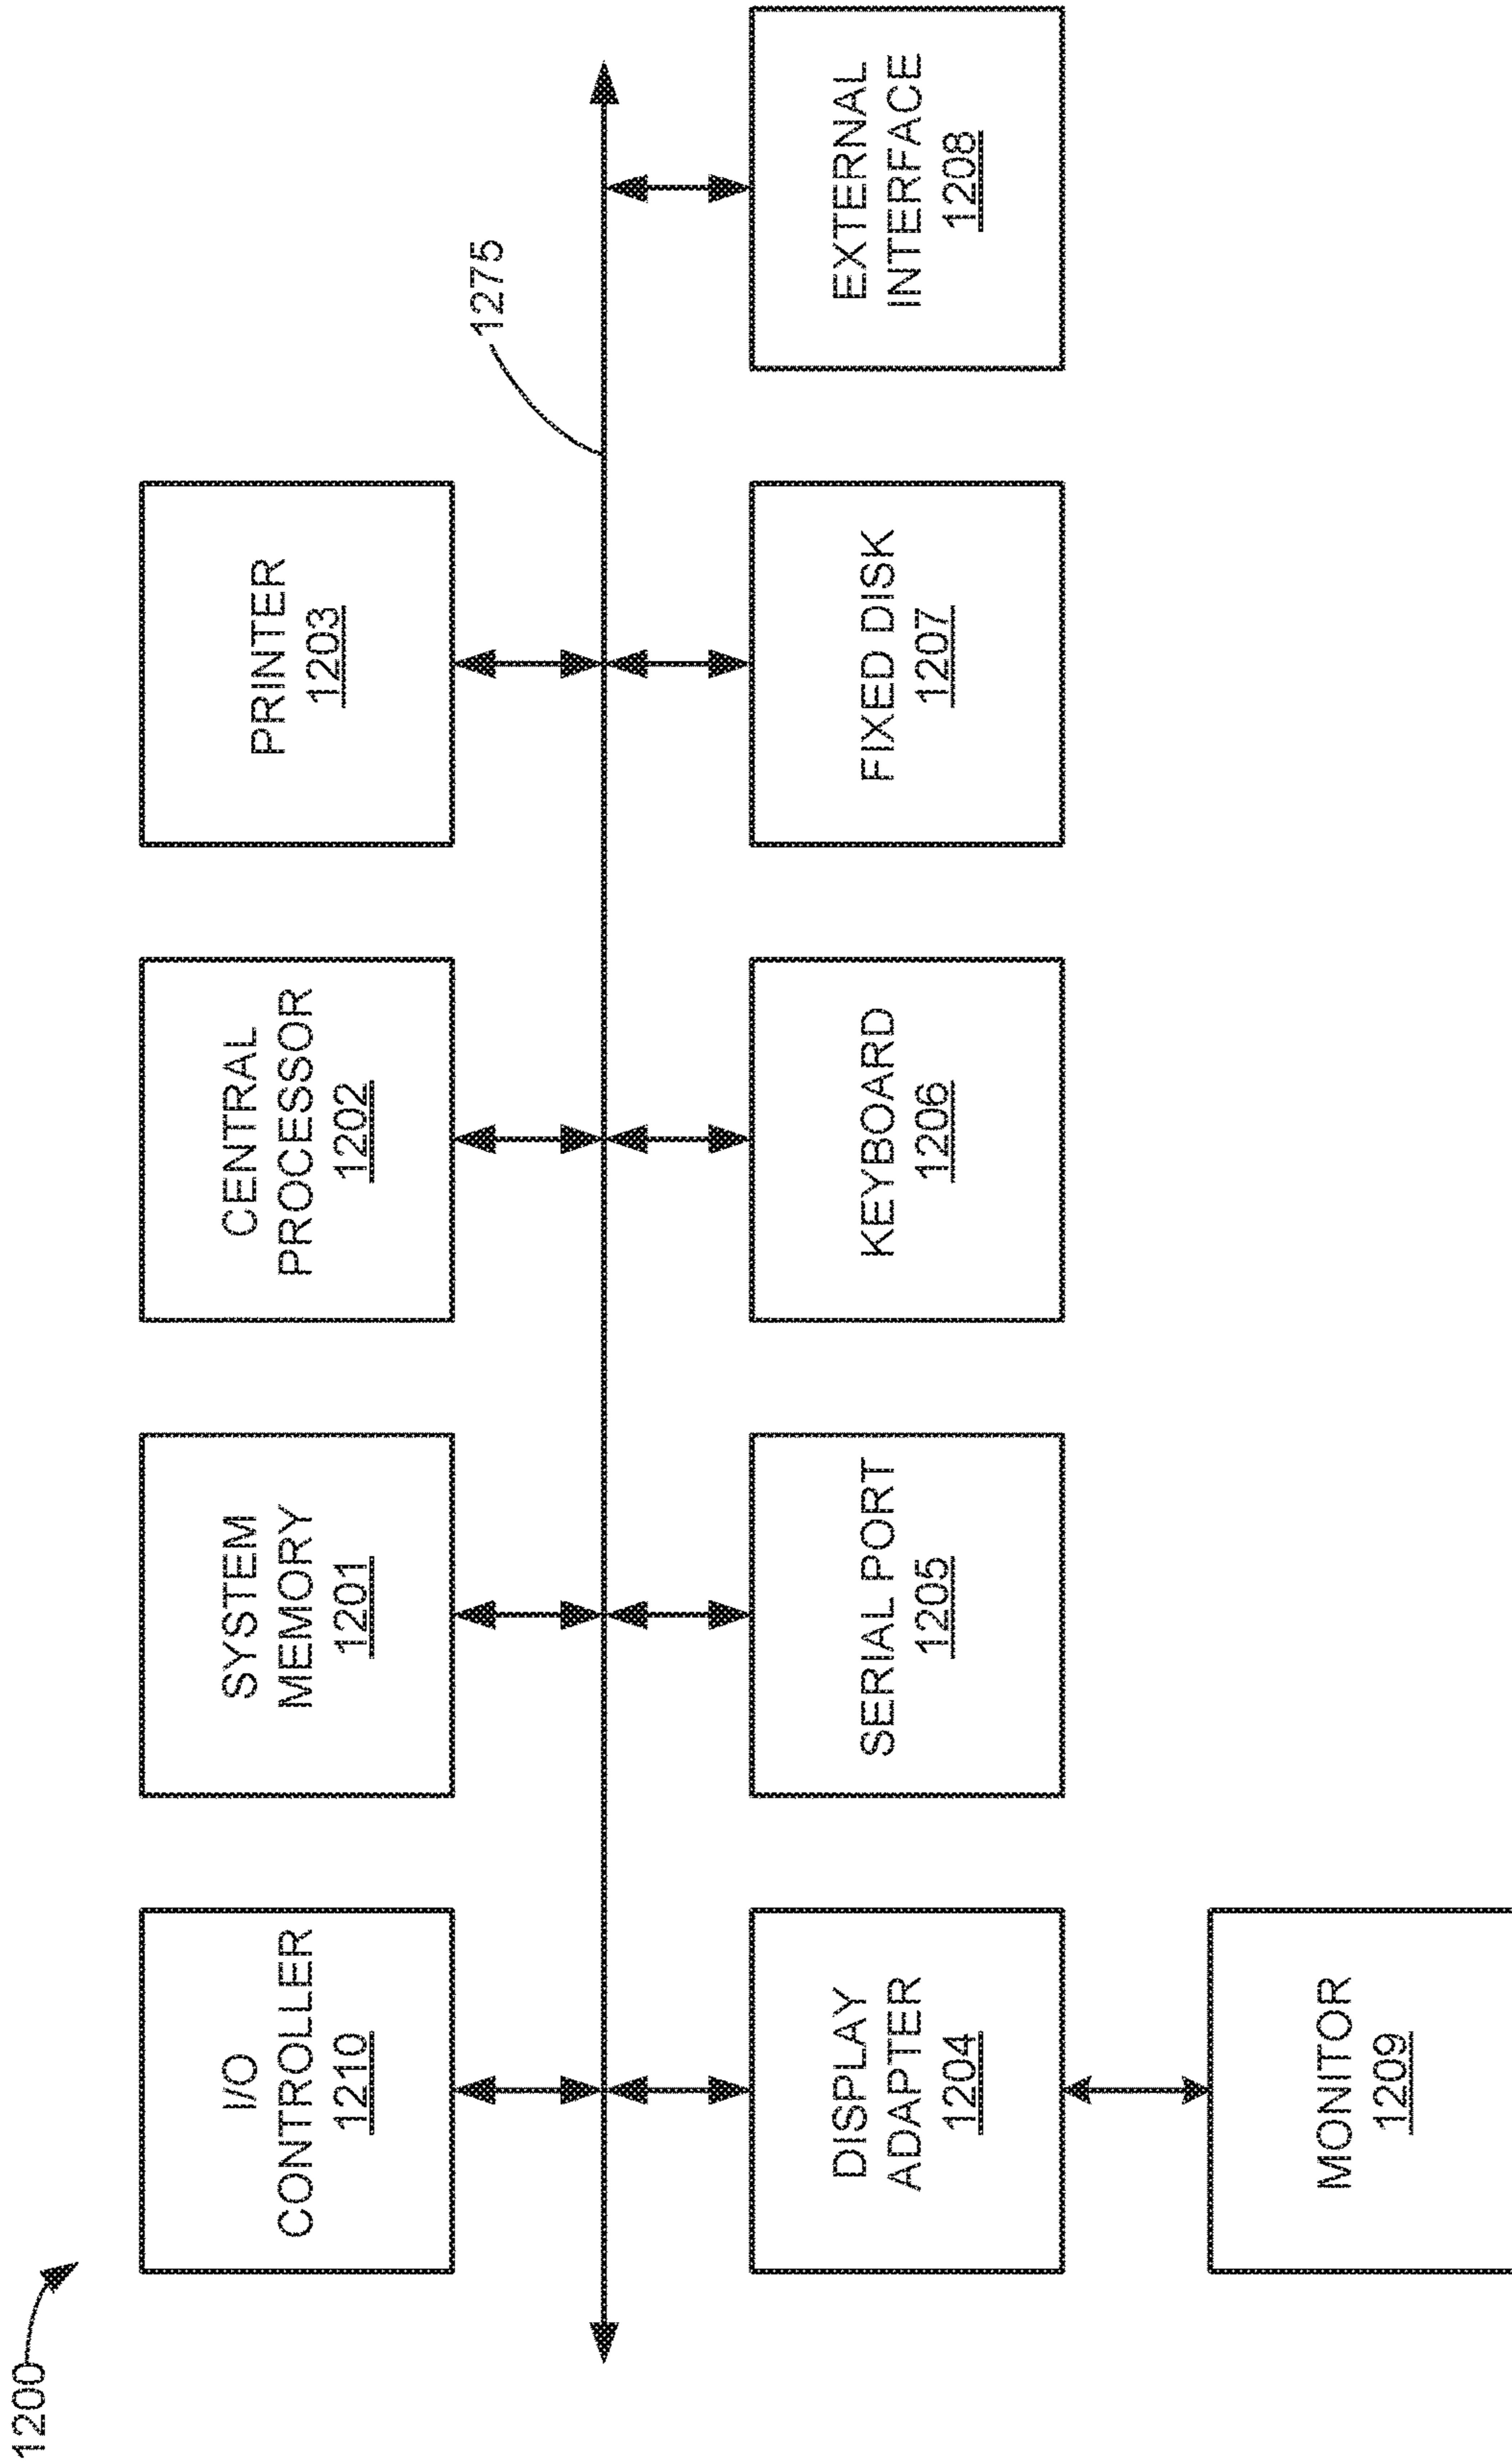 1200
I/O
CONTROLLER
1210
SYSTEM
MEMORY
1201
CENTRAL
PROCESSOR
1202
PRINTER
1203
1275
DISPLAY
ADAPTER
1204
SERIAL PORT
1205
KEYBOARD
1206
FIXED DISK
1207
EXTERNAL
INTERFACE
1208
MONITOR
1209